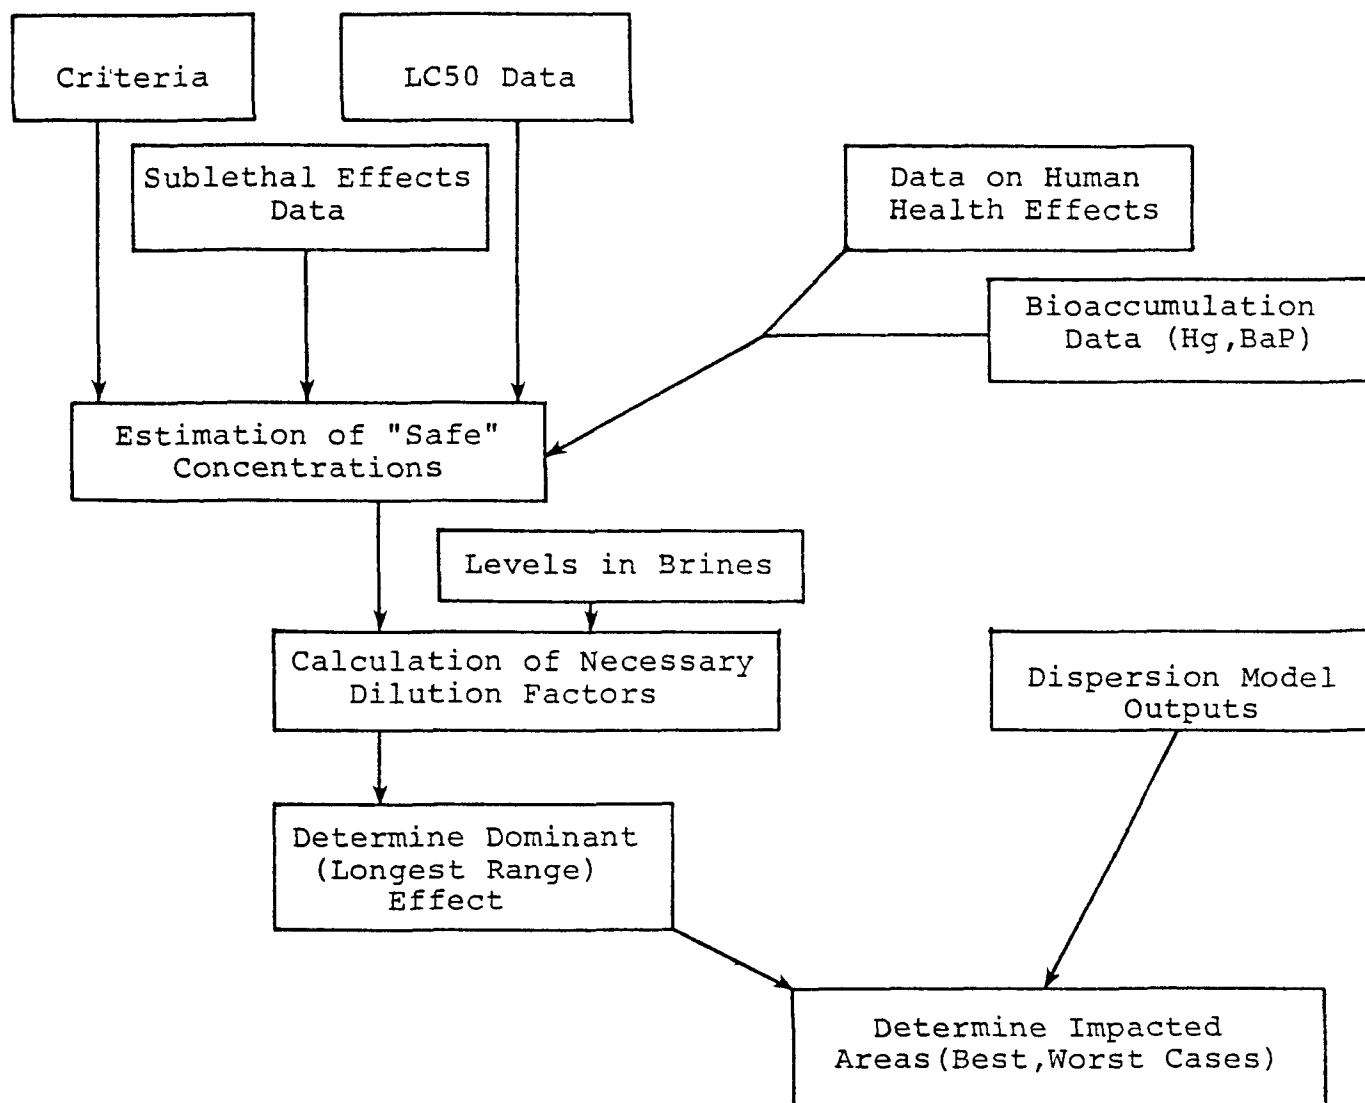 Criteria
LC50 Data
Sublethal Effects
Data
Data on Human
Health Effects
Bioaccumulation
Data (Hg,BaP)
Estimation of "Safe"
Concentrations
Levels in Brines
Calculation of Necessary
Dilution Factors
Dispersion Model
Outputs
Determine Dominant
(Longest Range)
Effect
Determine Impacted
Areas(Best,Worst Cases)